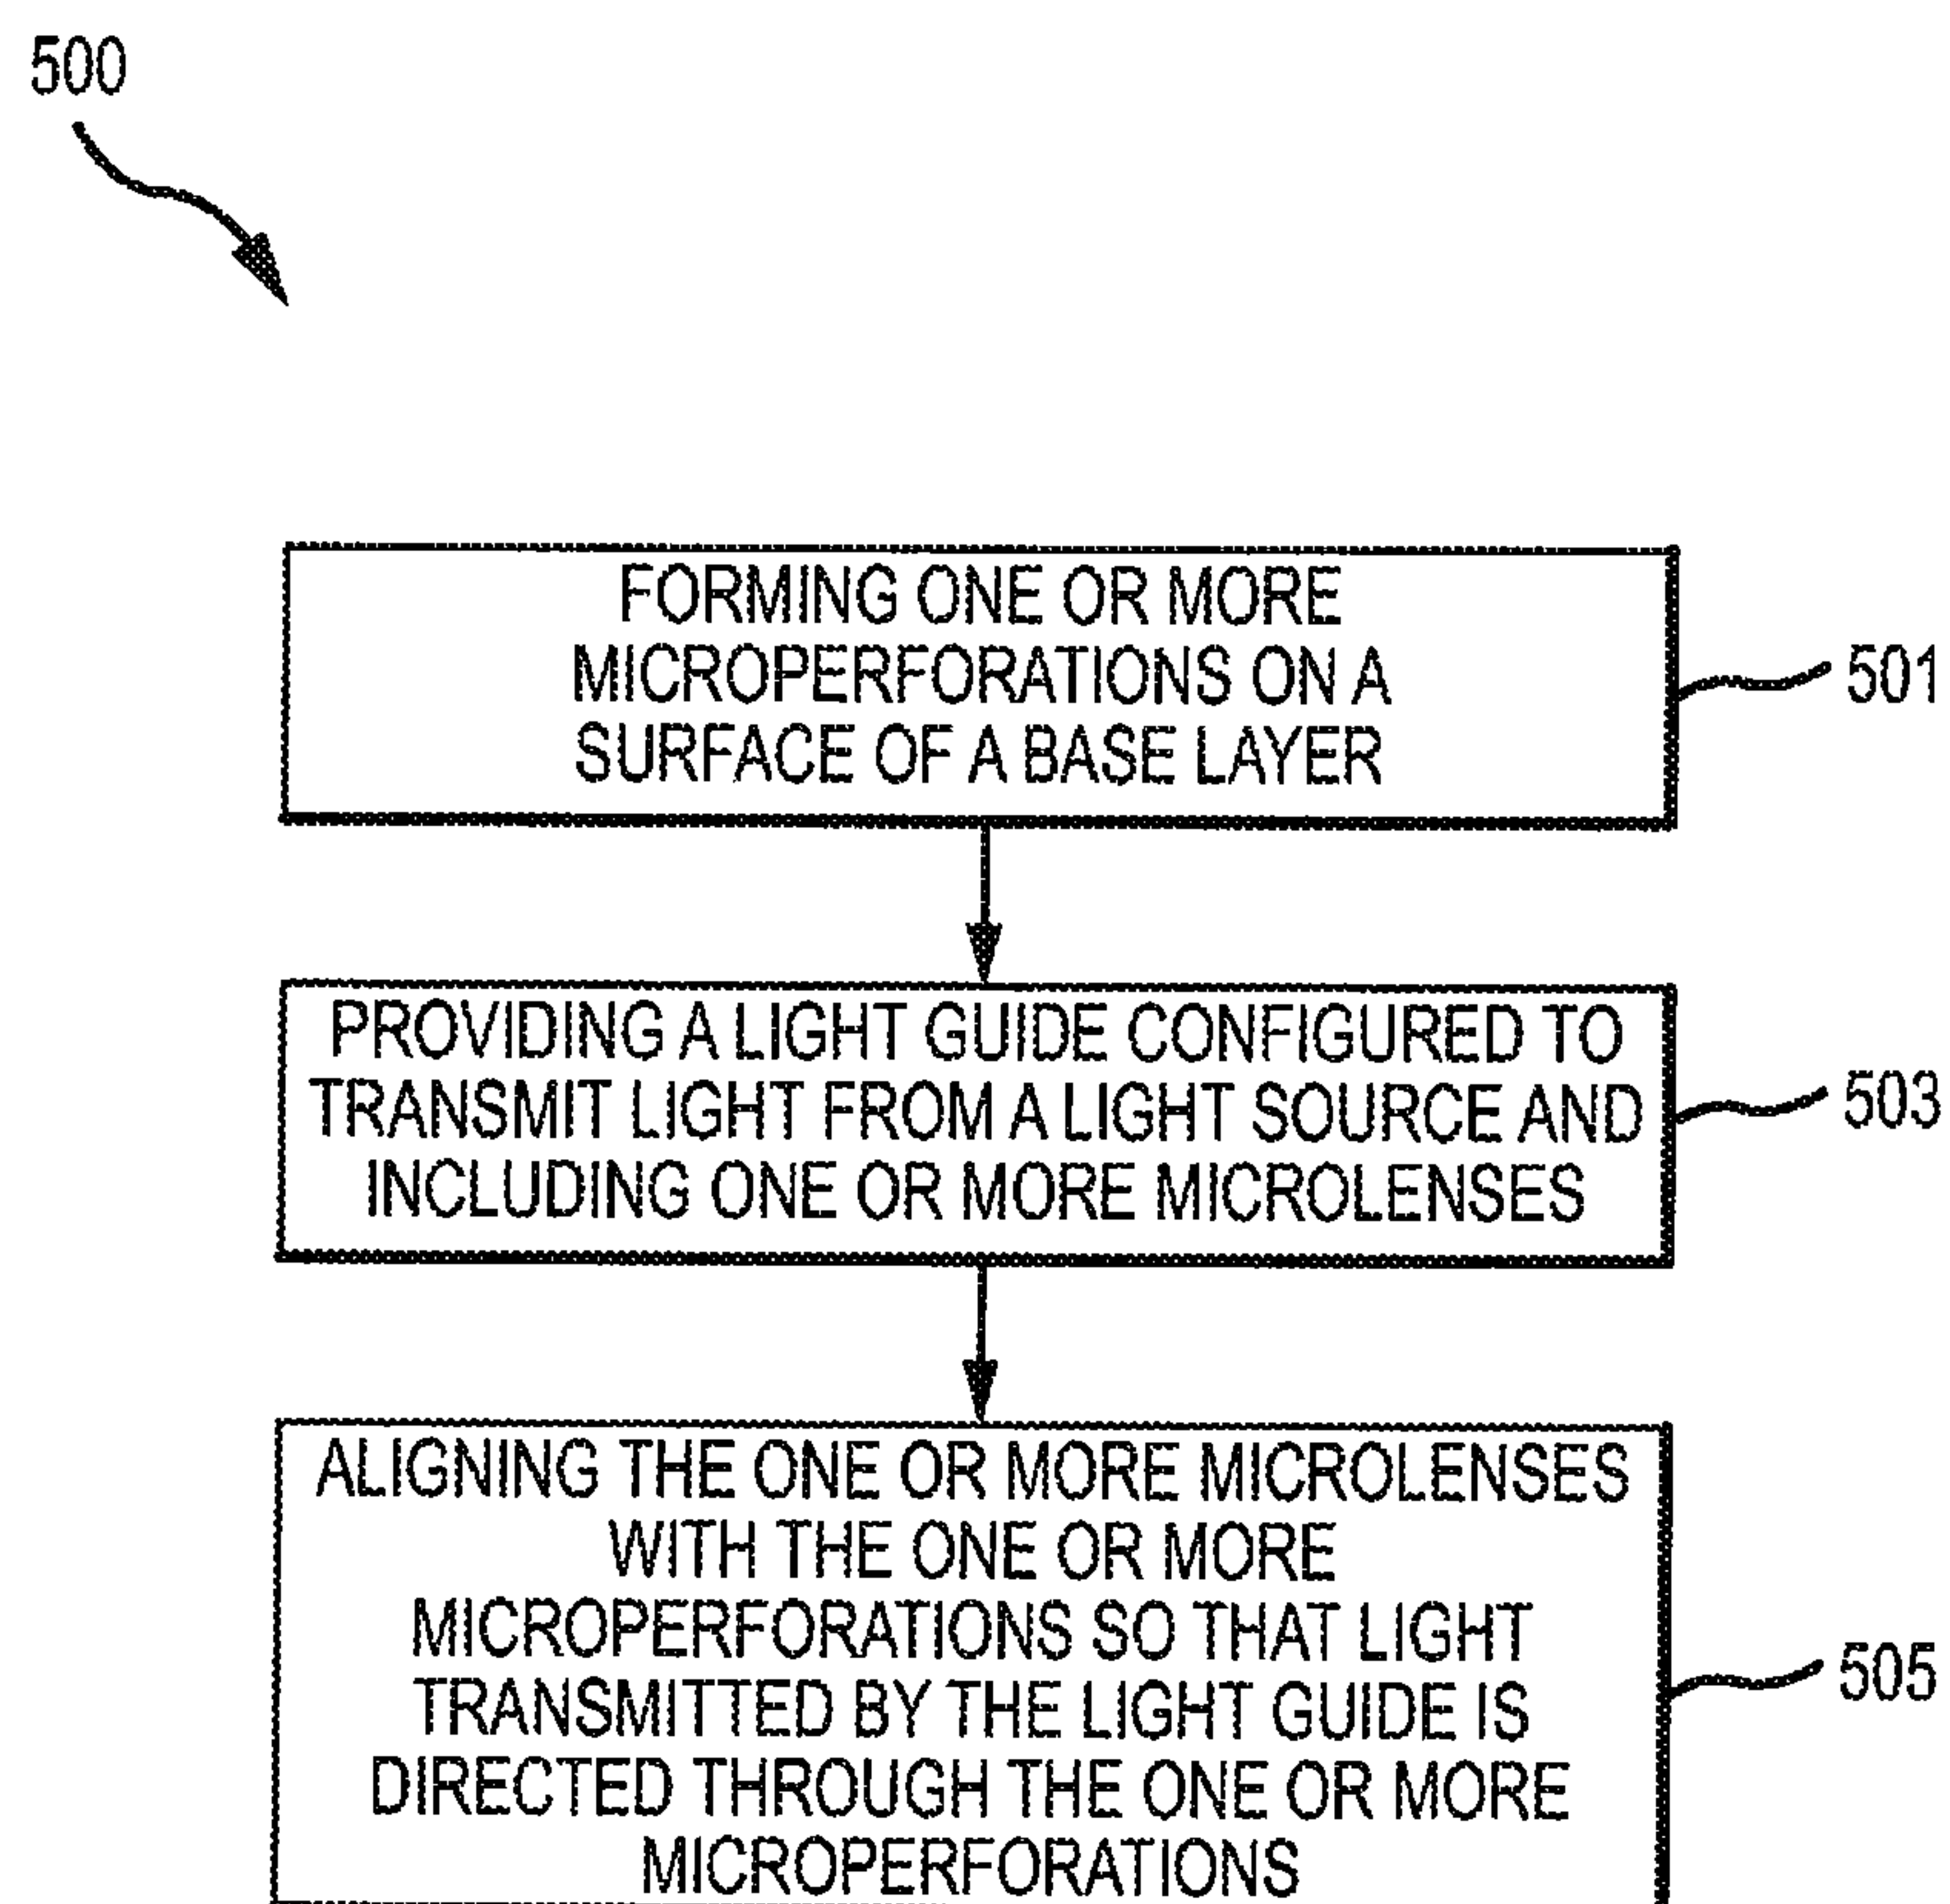 500
FORMING ONE OR MORE
MICROPERFORATIONS ON A
SURFACE OF A BASE LAYER
501
PROVIDING A LIGHT GUIDE CONFIGURED TO
TRANSMIT LIGHT FROM A LIGHT SOURCE AND
INCLUDING ONE OR MORE MICROLENSES
503
ALIGNING THE ONE OR MORE MICROLENSES
WITH THE ONE OR MORE
MICROPERFORATIONS SO THAT LIGHT
TRANSMITTED BY THE LIGHT GUIDE IS
DIRECTED THROUGH THE ONE OR MORE
MICROPERFORATIONS
505